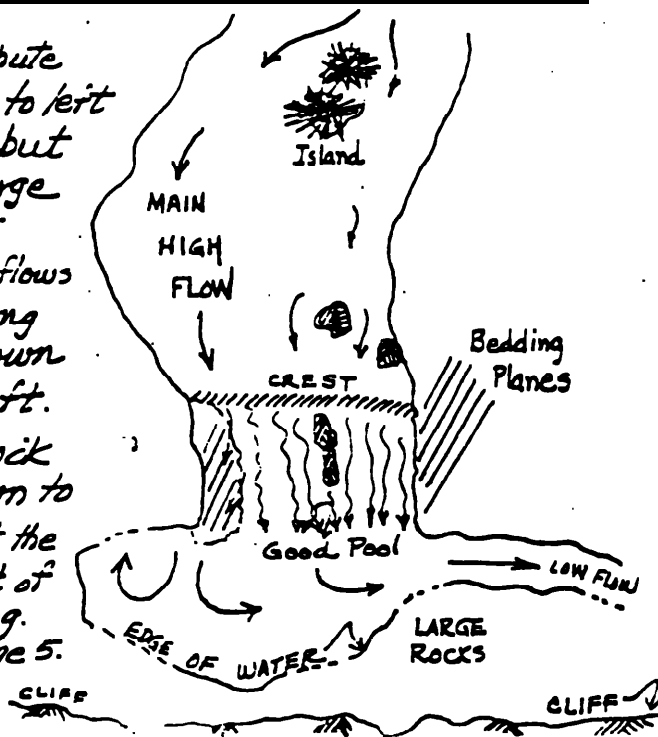 bute
to left
but
rge
flows
ng
own
ft.
ck
m to
t the
t of
g.
e 5.
Island
MAIN
HIGH
FLOW
CREST
Bedding
Planes
Good Pool
LOW FLOW
EDGE OF WATER
LARGE
ROCKS
CLIFF
CLIFF